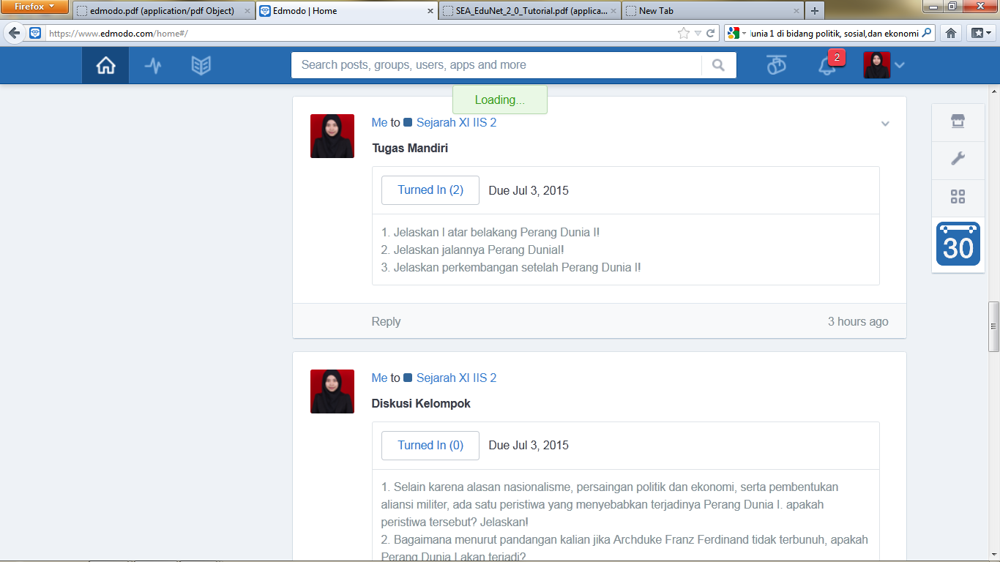 Firefox
edmodo.pdf (application/pdf Object)
Edmodo | Home
SEA_EduNet_2_0_Tutorial.pdf (applica...
New Tab
https://www.edmodo.com/home#/
unia 1 di bidang politik, sosial,dan ekonomi
Search posts, groups, users, apps and more
2
Loading...
Me to Sejarah XI IIS 2
Tugas Mandiri
Turned In (2) Due Jul 3, 2015
1. Jelaskan l atar belakang Perang Dunia I!
2. Jelaskan jalannya Perang DuniaI!
3. Jelaskan perkembangan setelah Perang Dunia I!
Reply 3 hours ago
30
Me to Sejarah XI IIS 2
Diskusi Kelompok
Turned In (0) Due Jul 3, 2015
1. Selain karena alasan nasionalisme, persaingan politik dan ekonomi, serta pembentukan
aliansi militer, ada satu peristiwa yang menyebabkan terjadinya Perang Dunia I. apakah
peristiwa tersebut? Jelaskan!
2. Bagaimana menurut pandangan kalian jika Archduke Franz Ferdinand tidak terbunuh, apakah
Perang Dunia I akan terjadi?